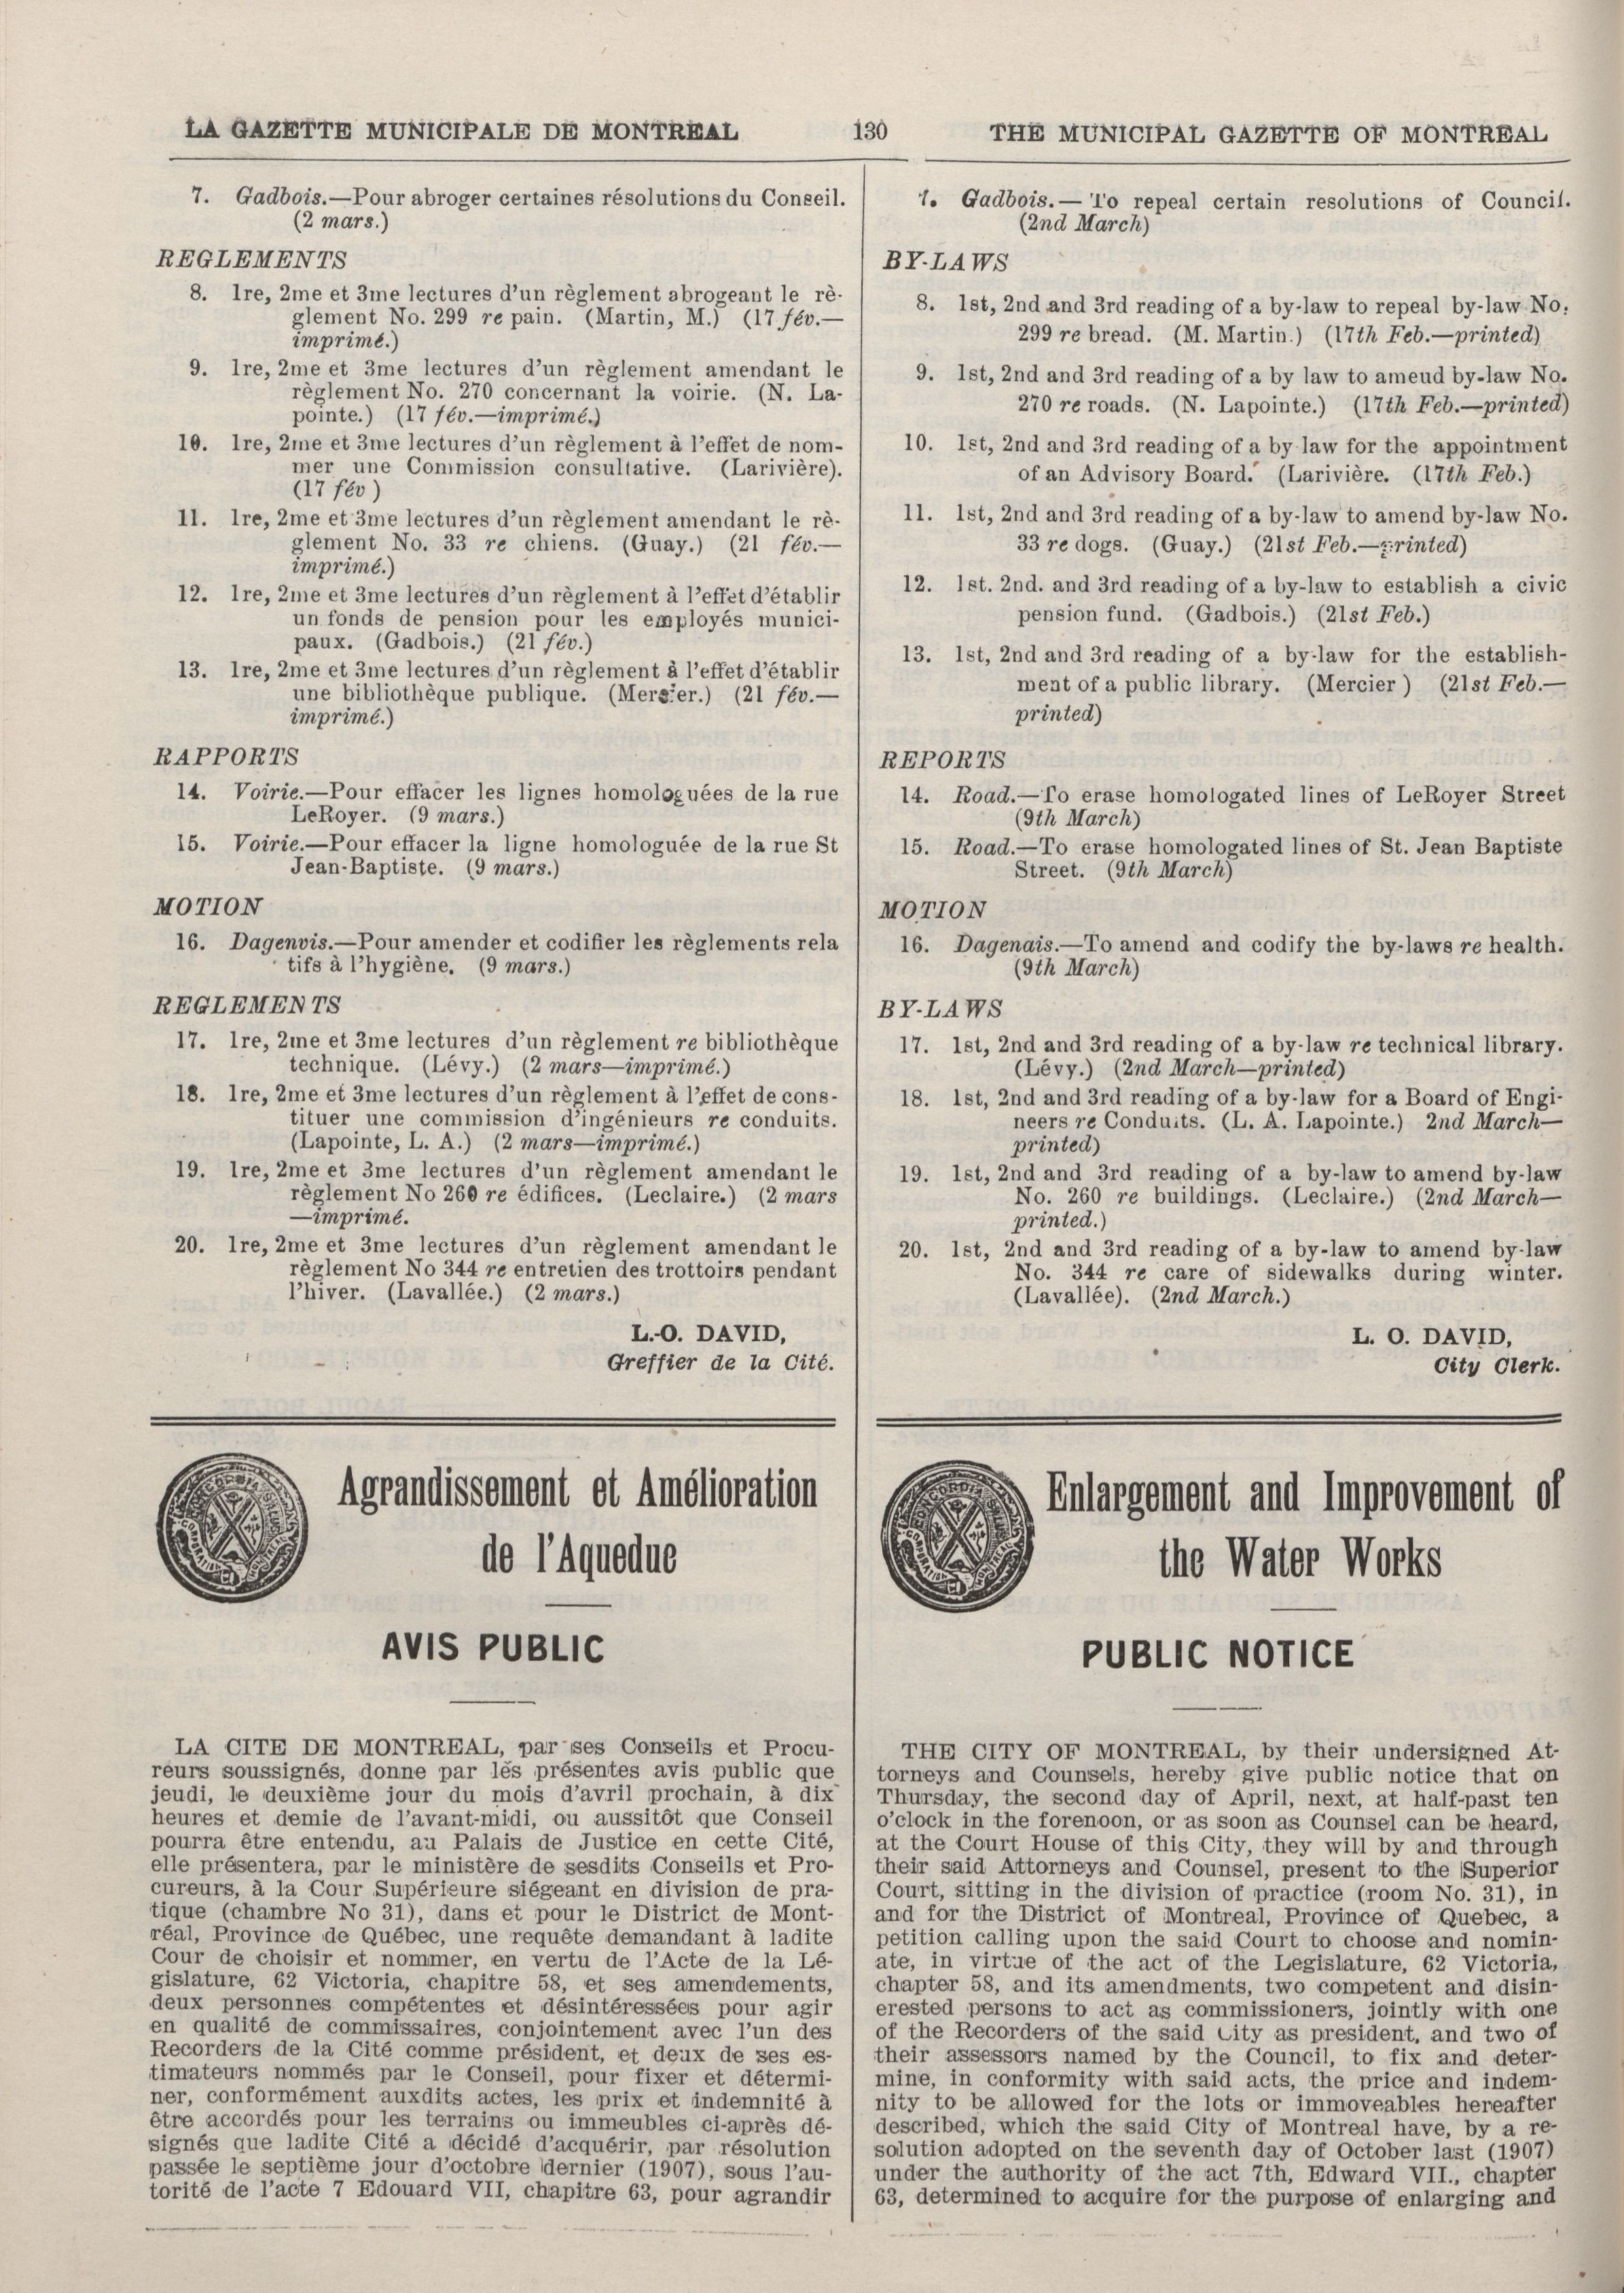 LA GAZETTE MUNICIPALE DE MONTREAL
130
THE MUNICIPAL GAZETTE OF MONTREAL
7. Gadbois.—Pour abroger certaines résolutions du Conseil.
(2 mars.)
REGLEMENTS
8. 1re, 2me et 3me lectures d'un règlement abrogeant le rè-
glement No. 299 re pain. (Martin, M.) (17 fév.—
imprimé.)
9. 1re, 2me et 3me lectures d'un règlement amendant le
règlement No. 270 concernant la voirie. (N. La-
pointe.) (17 fév.—imprimé.)
10. 1re, 2me et 3me lectures d'un règlement à l'effet de nom-
mer une Commission consultative. (Larivière).
(17 fév )
11. 1re, 2me et 3me lectures d'un règlement amendant le rè-
glement No. 33 re chiens. (Guay.) (21 fév.—
imprimé.)
12. 1re, 2me et 3me lectures d'un règlement à l'effet d'établir
un fonds de pension pour les employés munici-
paux. (Gadbois.) (21 fév.)
13. 1re, 2me et 3me lectures d'un règlement à l'effet d'établir
une bibliothèque publique. (Mercier.) (21 fév.—
imprimé.)
RAPPORTS
14. Voirie.—Pour effacer les lignes homologuées de la rue
LeRoyer. (9 mars.)
15. Voirie.—Pour effacer la ligne homologuée de la rue St
Jean-Baptiste. (9 mars.)
MOTION
16. Dagenvis.—Pour amender et codifier les règlements rela
tifs à l'hygiène. (9 mars.)
REGLEMENTS
17. 1re, 2me et 3me lectures d'un règlement re bibliothèque
technique. (Lévy.) (2 mars—imprimé.)
18. 1re, 2me et 3me lectures d'un règlement à l'effet de cons-
tituer une commission d'ingénieurs re conduits.
(Lapointe, L. A.) (2 mars—imprimé.)
19. 1re, 2me et 3me lectures d'un règlement amendant le
règlement No 260 re édifices. (Leclaire.) (2 mars
—imprimé.
20. 1re, 2me et 3me lectures d'un règlement amendant le
règlement No 344 re entretien des trottoirs pendant
l'hiver. (Lavallée.) (2 mars.)
L.-O. DAVID,
Greffier de la Cité.
Agrandissement et Amélioration
de l'Aqueduc
AVIS PUBLIC
LA CITE DE MONTREAL, par ses Conseils et Procu-
reurs soussignés, donne par les présentes avis public que
jeudi, le deuxième jour du mois d'avril prochain, à dix
heures et demie de l'avant-midi, ou aussitôt que Conseil
pourra être entendu, au Palais de Justice en cette Cité,
elle présentera, par le ministère de sesdits Conseils et Pro-
cureurs, à la Cour Supérieure siégeant en division de pra-
tique (chambre No 31), dans et pour le District de Mont-
réal, Province de Québec, une requête demandant à ladite
Cour de choisir et nommer, en vertu de l'Acte de la Lé-
gislature, 62 Victoria, chapitre 58, et ses amendements,
deux personnes compétentes et désintéressées pour agir
en qualité de commissaires, conjointement avec l'un des
Recorders de la Cité comme président, et deux de ses es-
timateurs nommés par le Conseil, pour fixer et détermi-
ner, conformément auxdits actes, les prix et indemnité à
être accordés pour les terrains ou immeubles ci-après dé-
signés que ladite Cité a décidé d'acquérir, par résolution
passée le septième jour d'octobre dernier (1907), sous l'au-
torité de l'acte 7 Edouard VII, chapitre 63, pour agrandir
7. Gadbois.— To repeal certain resolutions of Council.
(2nd March)
BY-LAWS
8. 1st, 2nd and 3rd reading of a by-law to repeal by-law No.
299 re bread. (M. Martin.) (17th Feb.—printed)
9. 1st, 2nd and 3rd reading of a by law to ameud by-law No.
270 re roads. (N. Lapointe.) (17th Feb.—printed)
10. 1st, 2nd and 3rd reading of a by law for the appointment
of an Advisory Board. (Larivière. (17th Feb.)
11. 1st, 2nd and 3rd reading of a by-law to amend by-law No.
33 re dogs. (Guay.) (21st Feb.—printed)
12. 1st. 2nd. and 3rd reading of a by-law to establish a civic
pension fund. (Gadbois.) (21st Feb.)
13. 1st, 2nd and 3rd reading of a by-law for the establish-
ment of a public library. (Mercier ) (21st Feb.—
printed)
REPORTS
14. Road.—To erase homologated lines of LeRoyer Street
(9th March)
15. Road.—To erase homologated lines of St. Jean Baptiste
Street. (9th March)
MOTION
16. Dagenais.—To amend and codify the by-laws re health.
(9th March)
BY-LAWS
17. 1st, 2nd and 3rd reading of a by-law re technical library.
(Lévy.) (2nd March—printed)
18. 1st, 2nd and 3rd reading of a by-law for a Board of Engi-
neers re Conduits. (L. A. Lapointe.) 2nd March—
printed)
19. 1st, 2nd and 3rd reading of a by-law to amend by-law
No. 260 re buildings. (Leclaire.) (2nd March—
printed.)
20. 1st, 2nd and 3rd reading of a by-law to amend by-law
No. 344 re care of sidewalks during winter.
(Lavallée). (2nd March.)
L. O. DAVID,
City Clerk.
Enlargement and Improvement of
the Water Works
PUBLIC NOTICE
THE CITY OF MONTREAL, by their undersigned At-
torneys and Counsels, hereby give public notice that on
Thursday, the second day of April, next, at half-past ten
o'clock in the forenoon, or as soon as Counsel can be heard,
at the Court House of this City, they will by and through
their said Attorneys and Counsel, present to the Superior
Court, sitting in the division of practice (room No. 31), in
and for the District of Montreal, Province of Quebec, a
petition calling upon the said Court to choose and nomin-
ate, in virtue of the act of the Legislature, 62 Victoria,
chapter 58, and its amendments, two competent and disin-
erested persons to act as commissioners, jointly with one
of the Recorders of the said City as president, and two of
their assessors named by the Council, to fix and deter-
mine, in conformity with said acts, the price and indem-
nity to be allowed for the lots or immoveables hereafter
described, which the said City of Montreal have, by a re-
solution adopted on the seventh day of October last (1907)
under the authority of the act 7th, Edward VII., chapter
63, determined to acquire for the purpose of enlarging and